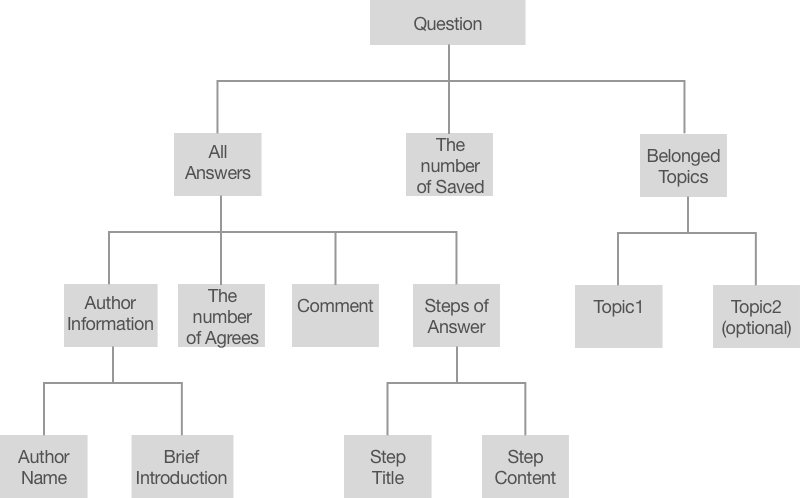 Question
All
Answers
The
number
of Saved
Belonged
Topics
Author
Information
The
number
of Agrees
Comment
Steps of
Answer
Topic1
Topic2
(optional)
Author
Name
Brief
Introduction
Step
Title
Step
Content